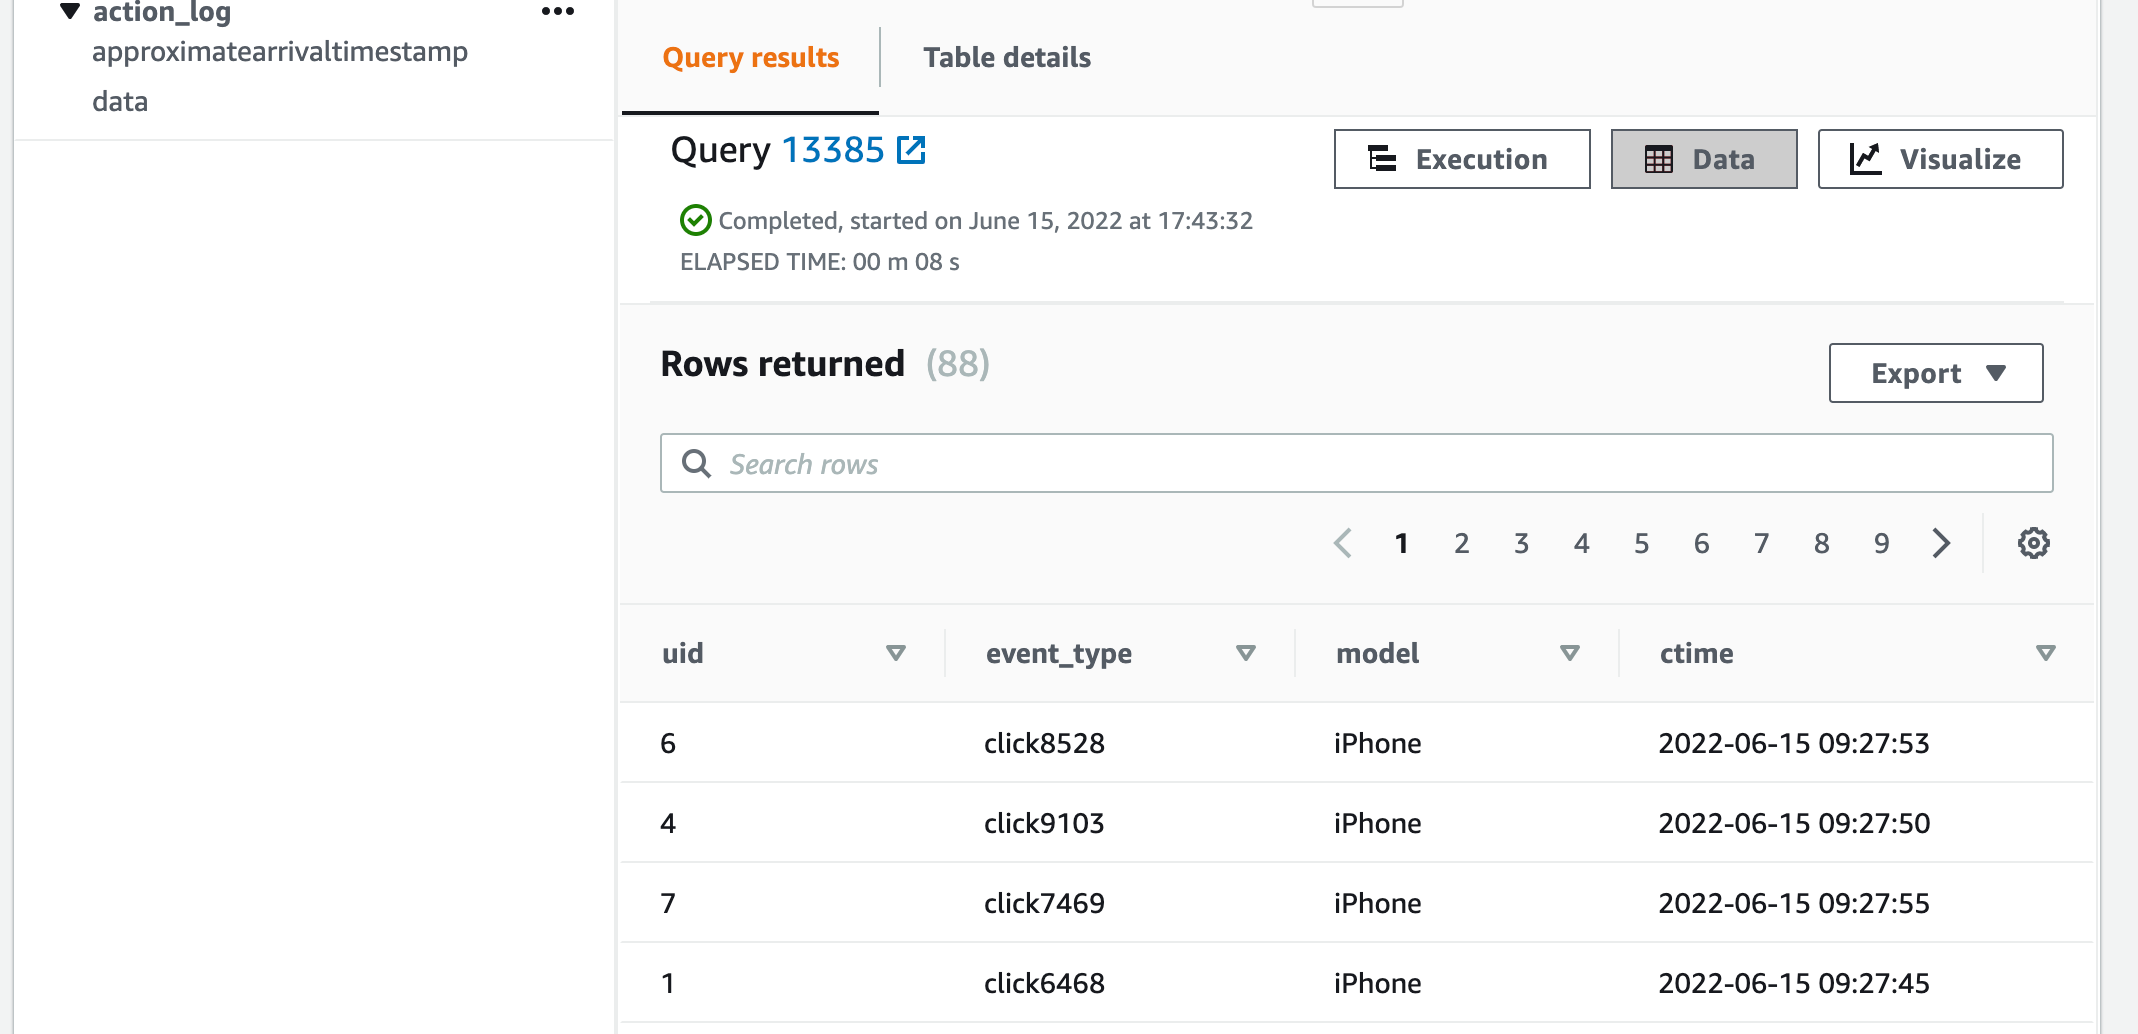 action_log
approximatearrivaltimestamp
data
Query results
Table details
Query 13385
Execution
Data
Visualize
Completed, started on June 15, 2022 at 17:43:32
ELAPSED TIME: 00 m 08 s
Rows returned (88)
Export
Search rows
1 2 3 4 5 6 7 8 9
uid event_type model ctime
6 click8528 iPhone 2022-06-15 09:27:53
4 click9103 iPhone 2022-06-15 09:27:50
7 click7469 iPhone 2022-06-15 09:27:55
1 click6468 iPhone 2022-06-15 09:27:45